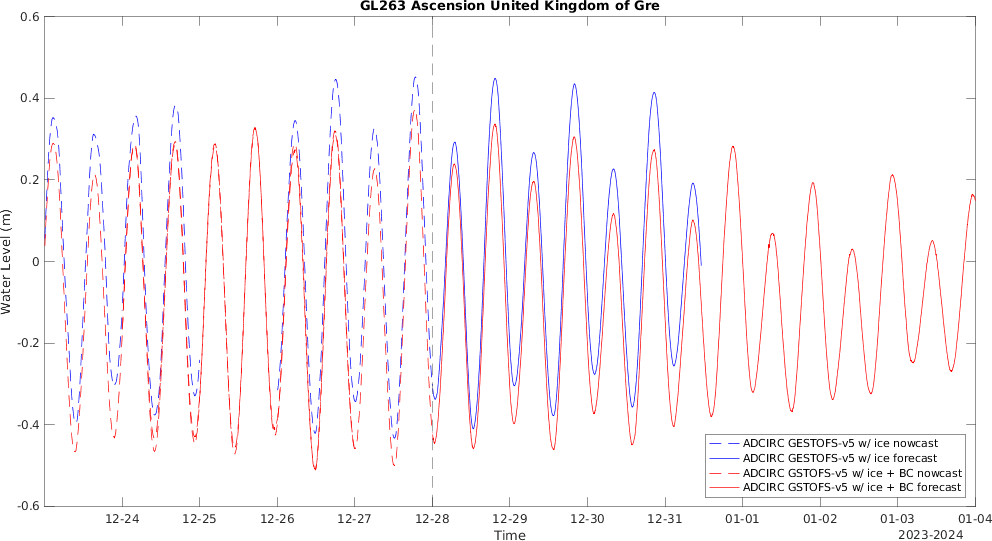 GL263 Ascension United Kingdom of Gre
0.6
0.4
0.2
0
-0.2
-0.4
-0.6
Water Level (m)
ADCIRC GESTOFS-v5 w/ ice nowcast
ADCIRC GESTOFS-v5 w/ ice forecast
ADCIRC GSTOFS-v5 w/ ice + BC nowcast
ADCIRC GSTOFS-v5 w/ ice + BC forecast
12-24 12-25 12-26 12-27 12-28 12-29 12-30 12-31 01-01 01-02 01-03 01-04
Time
2023-2024